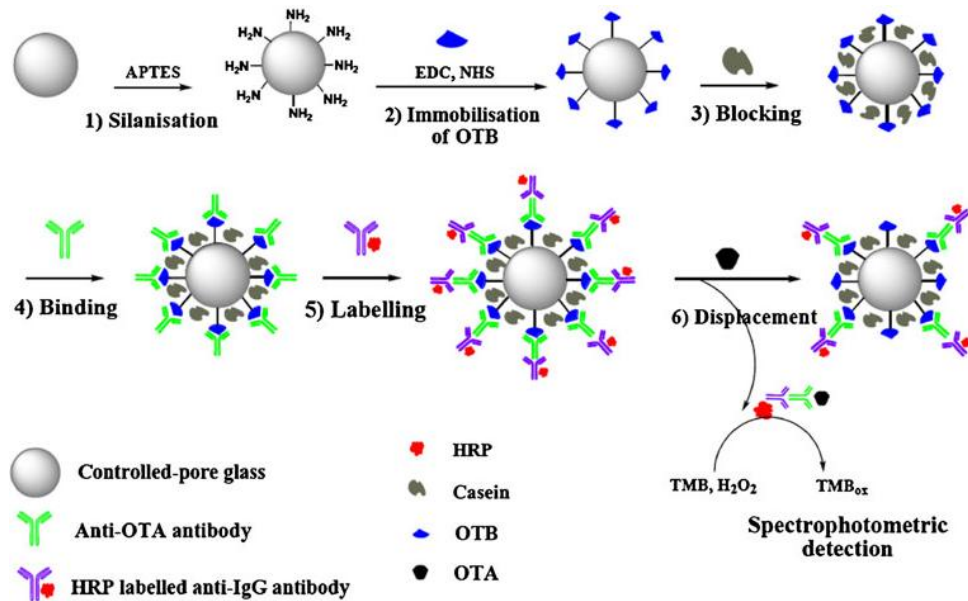 NH₂
H₂N
NH₂
H₂N
NH₂
H₂N
NH₂
NH₂
APTES
1) Silanisation
EDC, NHS
2) Immobilisation
of OTB
3) Blocking
4) Binding
5) Labelling
6) Displacement
TMB, H₂O₂
TMBox
Spectrophotometric
detection
Controlled-pore glass
Anti-OTA antibody
HRP labelled anti-IgG antibody
HRP
Casein
OTB
OTA